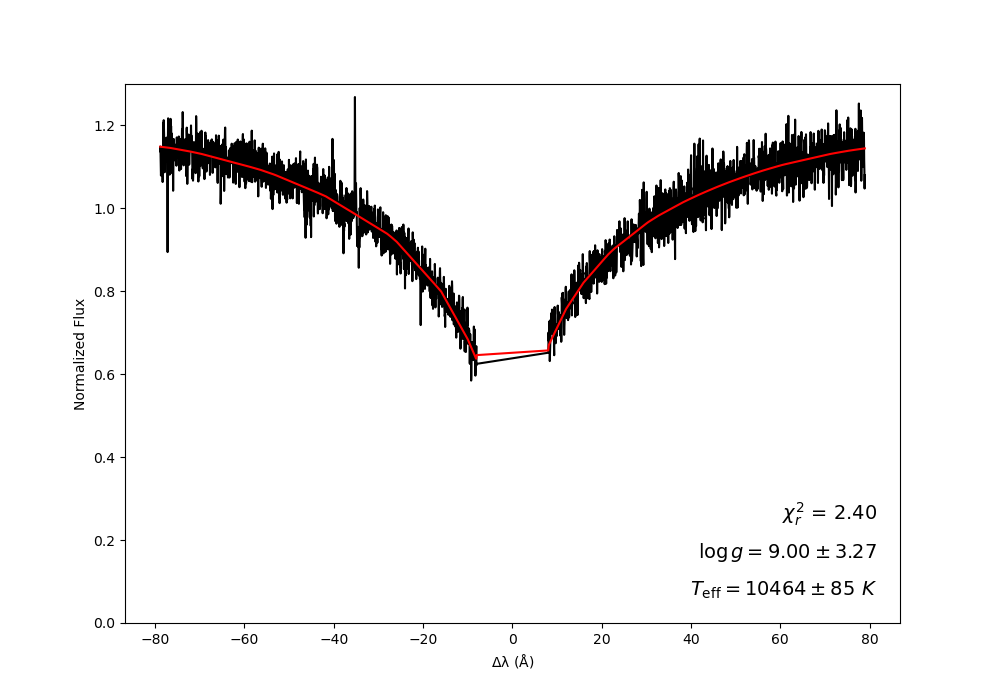 1.2
1.0
0.8
0.6
0.4
0.2
0.0
Normalized Flux
χ²ᵣ = 2.40
log g = 9.00 ± 3.27
T_eff = 10464 ± 85 K
−80 −60 −40 −20 0 20 40 60 80
Δλ (Å)